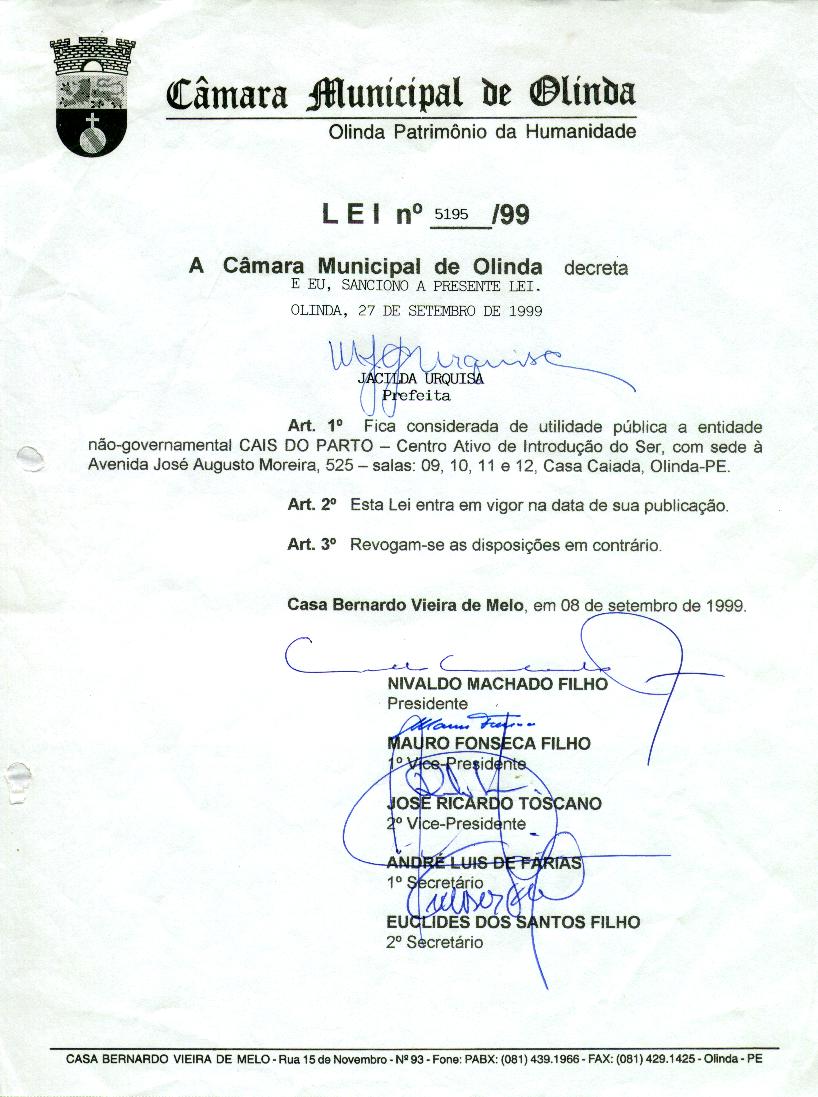 Câmara Municipal de Olinda
Olinda Patrimônio da Humanidade
LEI nº 5195 /99
A Câmara Municipal de Olinda decreta
E EU, SANCIONO A PRESENTE LEI.
OLINDA, 27 DE SETEMBRO DE 1999
JACILDA URQUISA
Prefeita
Art. 1º Fica considerada de utilidade pública a entidade
não-governamental CAIS DO PARTO – Centro Ativo de Introdução do Ser, com sede à
Avenida José Augusto Moreira, 525 – salas: 09, 10, 11 e 12, Casa Caiada, Olinda-PE.
Art. 2º Esta Lei entra em vigor na data de sua publicação.
Art. 3º Revogam-se as disposições em contrário.
Casa Bernardo Vieira de Melo, em 08 de setembro de 1999.
NIVALDO MACHADO FILHO
Presidente
MAURO FONSECA FILHO
1º Vice-Presidente
JOSÉ RICARDO TOSCANO
2º Vice-Presidente
ANDRÉ LUIS DE FARIAS
1º Secretário
EUCLIDES DOS SANTOS FILHO
2º Secretário
CASA BERNARDO VIEIRA DE MELO - Rua 15 de Novembro - Nº 93 - Fone: PABX: (081) 439.1966 - FAX: (081) 429.1425 - Olinda - PE